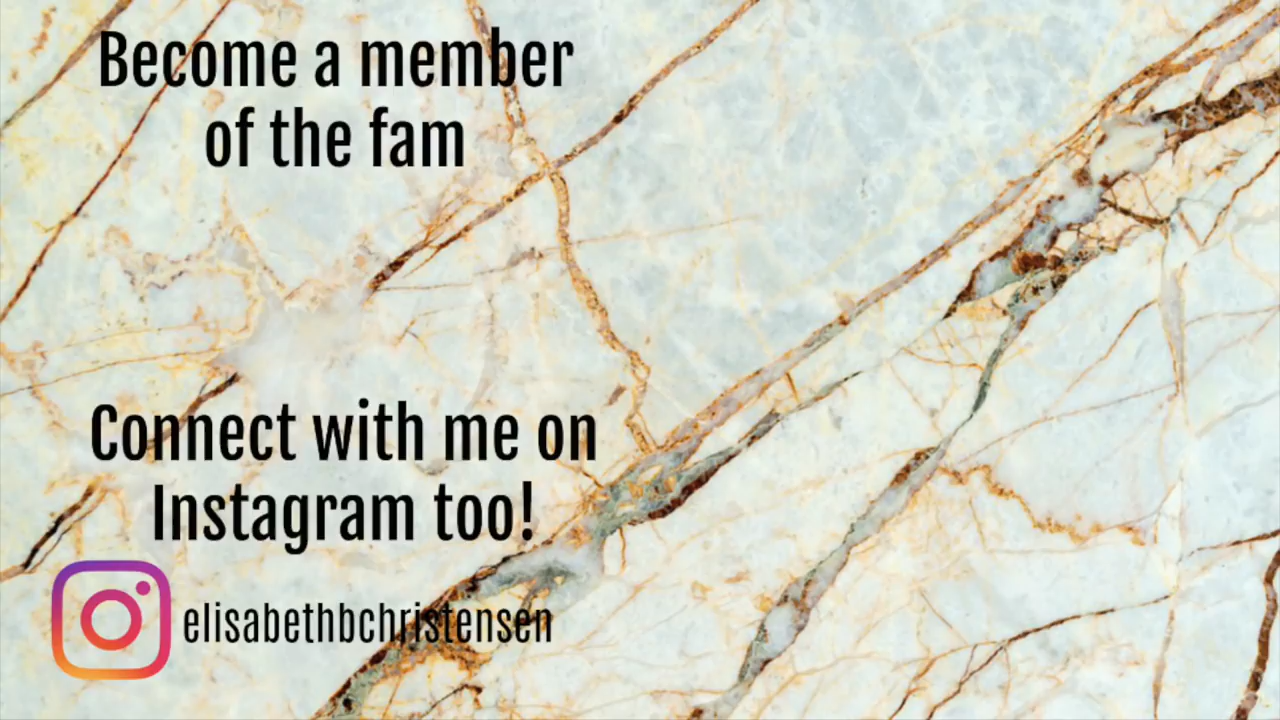 Become a member
of the fam
Connect with me on
Instagram too!
elisabethbchristensen